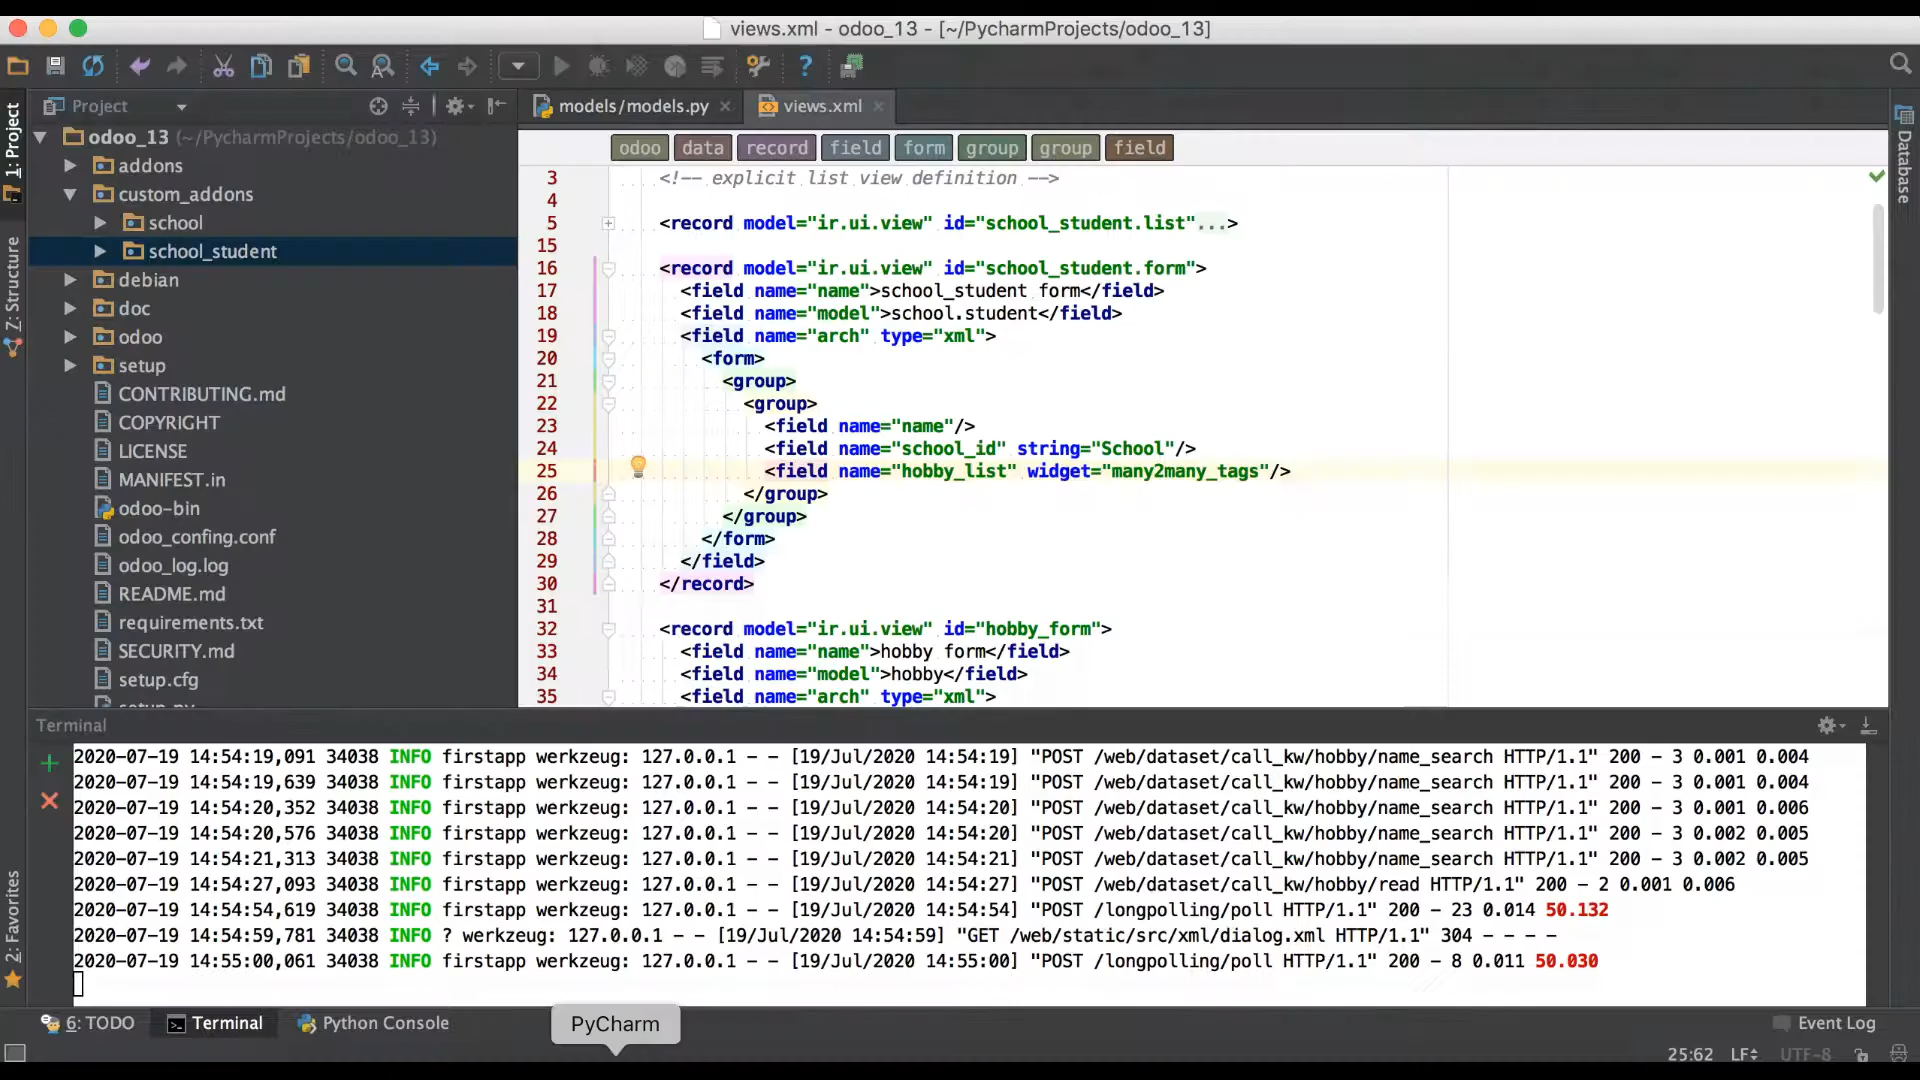 views.xml - odoo_13 - [~/PycharmProjects/odoo_13]
Project
models/models.py
views.xml
1: Project
Z: Structure
2: Favorites
Database
odoo_13 (~/PycharmProjects/odoo_13)
addons
custom_addons
school
school_student
debian
doc
odoo
setup
CONTRIBUTING.md
COPYRIGHT
LICENSE
MANIFEST.in
odoo-bin
odoo_confing.conf
odoo_log.log
README.md
requirements.txt
SECURITY.md
setup.cfg
setup.py
odoo data record field form group group field
3 <!-- explicit list view definition -->
4
5 <record model="ir.ui.view" id="school_student.list"...>
15
16 <record model="ir.ui.view" id="school_student.form">
17 <field name="name">school_student form</field>
18 <field name="model">school.student</field>
19 <field name="arch" type="xml">
20 <form>
21 <group>
22 <group>
23 <field name="name"/>
24 <field name="school_id" string="School"/>
25 <field name="hobby_list" widget="many2many_tags"/>
26 </group>
27 </group>
28 </form>
29 </field>
30 </record>
31
32 <record model="ir.ui.view" id="hobby_form">
33 <field name="name">hobby form</field>
34 <field name="model">hobby</field>
35 <field name="arch" type="xml">
Terminal
2020-07-19 14:54:19,091 34038 INFO firstapp werkzeug: 127.0.0.1 - - [19/Jul/2020 14:54:19] "POST /web/dataset/call_kw/hobby/name_search HTTP/1.1" 200 - 3 0.001 0.004
2020-07-19 14:54:19,639 34038 INFO firstapp werkzeug: 127.0.0.1 - - [19/Jul/2020 14:54:19] "POST /web/dataset/call_kw/hobby/name_search HTTP/1.1" 200 - 3 0.001 0.004
2020-07-19 14:54:20,352 34038 INFO firstapp werkzeug: 127.0.0.1 - - [19/Jul/2020 14:54:20] "POST /web/dataset/call_kw/hobby/name_search HTTP/1.1" 200 - 3 0.001 0.006
2020-07-19 14:54:20,576 34038 INFO firstapp werkzeug: 127.0.0.1 - - [19/Jul/2020 14:54:20] "POST /web/dataset/call_kw/hobby/name_search HTTP/1.1" 200 - 3 0.002 0.005
2020-07-19 14:54:21,313 34038 INFO firstapp werkzeug: 127.0.0.1 - - [19/Jul/2020 14:54:21] "POST /web/dataset/call_kw/hobby/name_search HTTP/1.1" 200 - 3 0.002 0.005
2020-07-19 14:54:27,093 34038 INFO firstapp werkzeug: 127.0.0.1 - - [19/Jul/2020 14:54:27] "POST /web/dataset/call_kw/hobby/read HTTP/1.1" 200 - 2 0.001 0.006
2020-07-19 14:54:54,619 34038 INFO firstapp werkzeug: 127.0.0.1 - - [19/Jul/2020 14:54:54] "POST /longpolling/poll HTTP/1.1" 200 - 23 0.014 50.132
2020-07-19 14:54:59,781 34038 INFO ? werkzeug: 127.0.0.1 - - [19/Jul/2020 14:54:59] "GET /web/static/src/xml/dialog.xml HTTP/1.1" 304 - - - -
2020-07-19 14:55:00,061 34038 INFO firstapp werkzeug: 127.0.0.1 - - [19/Jul/2020 14:55:00] "POST /longpolling/poll HTTP/1.1" 200 - 8 0.011 50.030
6: TODO
Terminal
Python Console
PyCharm
Event Log
25:62 LF UTF-8